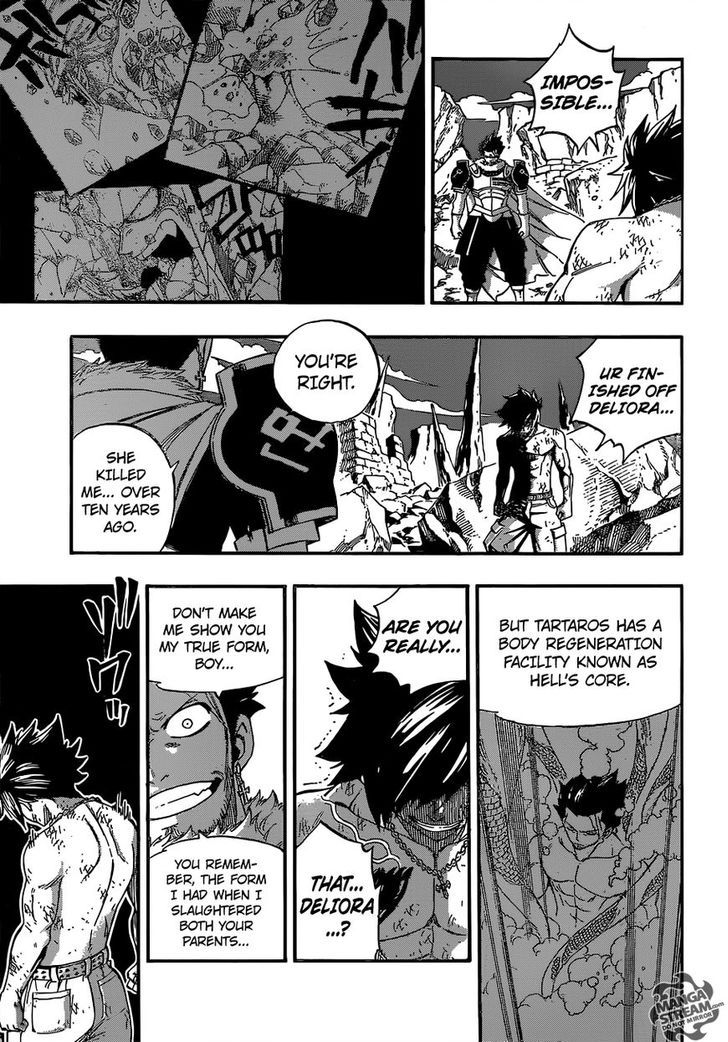 IMPOS-
SIBLE...
UR FIN-
ISHED OFF
DELIORA...
YOU'RE
RIGHT.
SHE
KILLED
ME... OVER
TEN YEARS
AGO.
BUT TARTAROS HAS A
BODY REGENERATION
FACILITY KNOWN AS
HELL'S CORE.
ARE YOU
REALLY...
THAT...
DELIORA
...?
DON'T MAKE
ME SHOW YOU
MY TRUE FORM,
BOY...
YOU REMEM-
BER, THE FORM
I HAD WHEN I
SLAUGHTERED
BOTH YOUR
PARENTS...
MANGA
STREAM.com
DO NOT MIRROR!